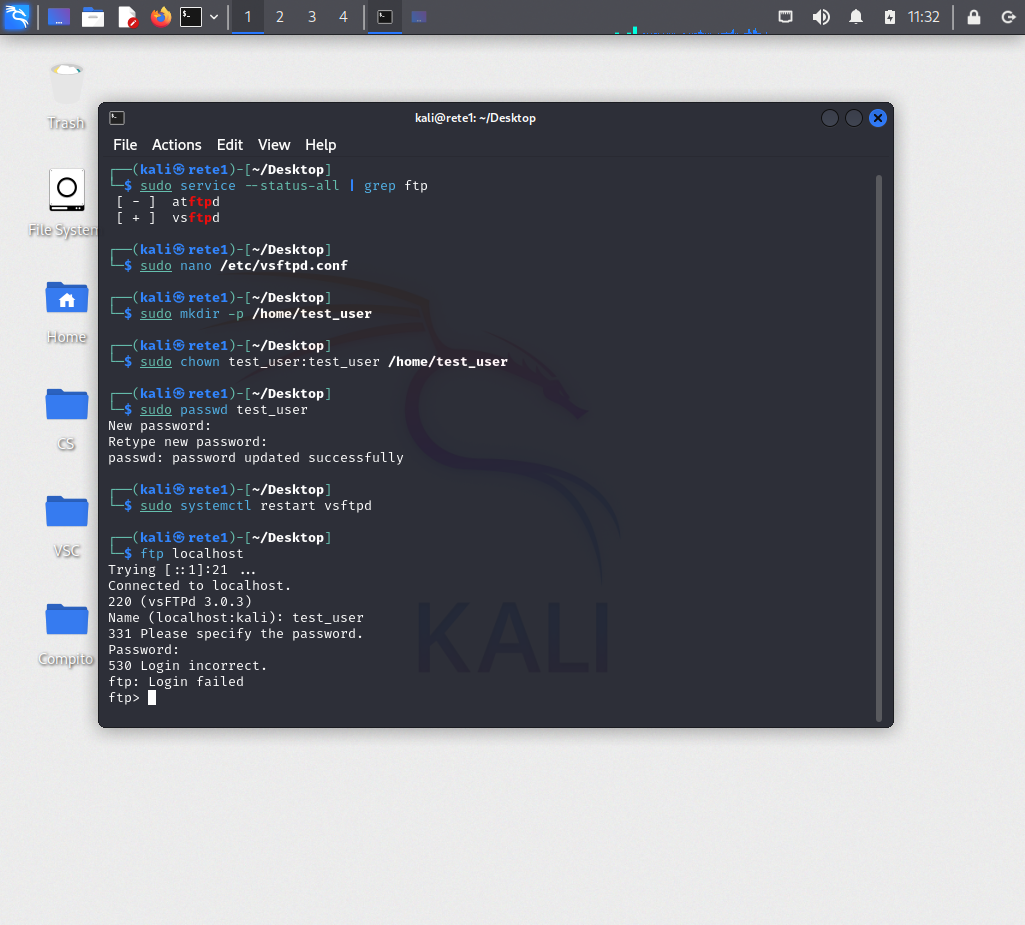 1 2 3 4 11:32
Trash
File System
Home
CS
VSC
Compito
kali@rete1: ~/Desktop
File Actions Edit View Help
┌──(kali㉿rete1)-[~/Desktop]
└─$ sudo service --status-all | grep ftp
[ - ] atftpd
[ + ] vsftpd
┌──(kali㉿rete1)-[~/Desktop]
└─$ sudo nano /etc/vsftpd.conf
┌──(kali㉿rete1)-[~/Desktop]
└─$ sudo mkdir -p /home/test_user
┌──(kali㉿rete1)-[~/Desktop]
└─$ sudo chown test_user:test_user /home/test_user
┌──(kali㉿rete1)-[~/Desktop]
└─$ sudo passwd test_user
New password:
Retype new password:
passwd: password updated successfully
┌──(kali㉿rete1)-[~/Desktop]
└─$ sudo systemctl restart vsftpd
┌──(kali㉿rete1)-[~/Desktop]
└─$ ftp localhost
Trying [::1]:21 ...
Connected to localhost.
220 (vsFTPd 3.0.3)
Name (localhost:kali): test_user
331 Please specify the password.
Password:
530 Login incorrect.
ftp: Login failed
ftp>
KALI